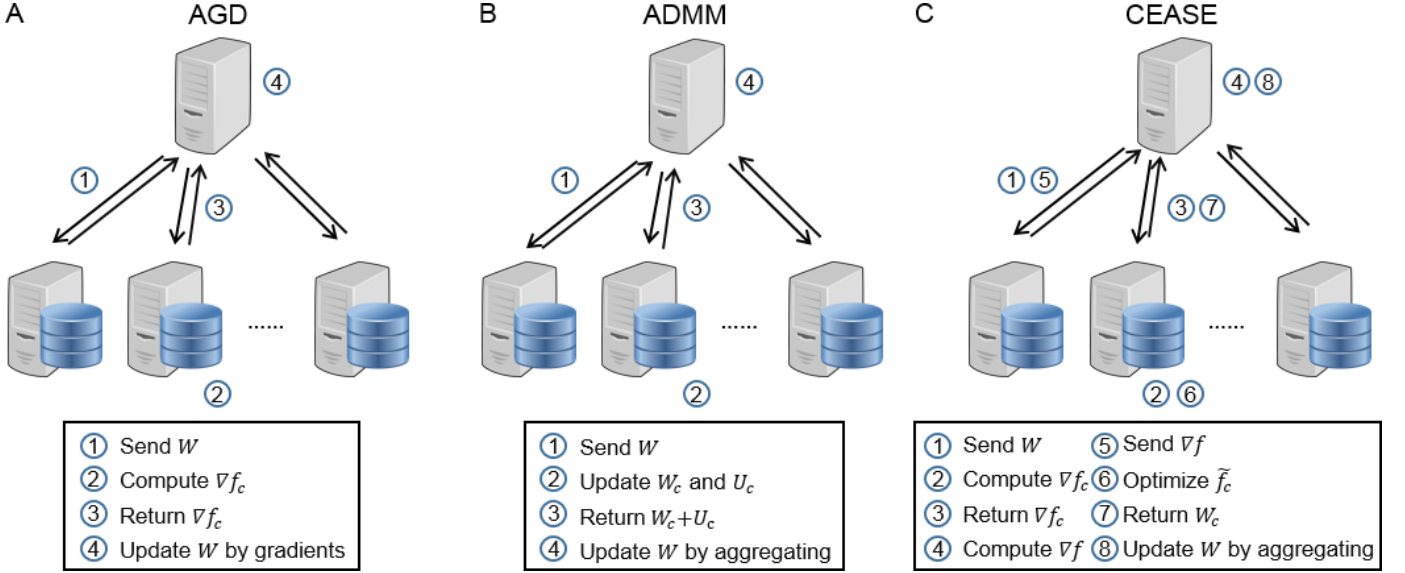 A AGD
④
①
③
......
②
① Send W
② Compute ∇f_c
③ Return ∇f_c
④ Update W by gradients
B ADMM
④
①
③
......
②
① Send W
② Update W_c and U_c
③ Return W_c+U_c
④ Update W by aggregating
C CEASE
④ ⑧
① ⑤
③ ⑦
......
② ⑥
① Send W
② Compute ∇f_c
③ Return ∇f_c
④ Compute ∇f
⑤ Send ∇f
⑥ Optimize f̃_c
⑦ Return W_c
⑧ Update W by aggregating